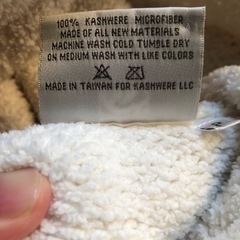 100% KASHWERE MICROFIBER
MADE OF ALL NEW MATERIALS
MACHINE WASH COLD TUMBLE DRY
ON MEDIUM WASH WITH LIKE COLORS
MADE IN TAIWAN FOR KASHWERE LLC